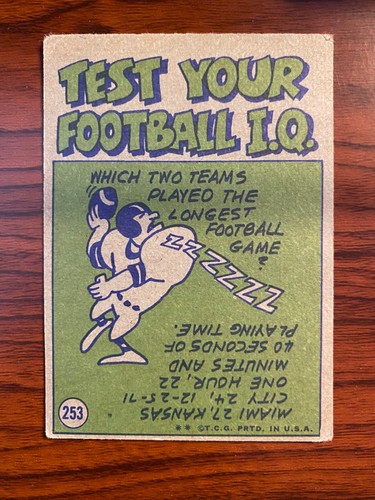 TEST YOUR
FOOTBALL I.Q.
WHICH TWO TEAMS
PLAYED THE
LONGEST
FOOTBALL
GAME?
ZZZZZZZ
MIAMI 27, KANSAS
CITY 24, 12-25-71
ONE HOUR, 22
MINUTES AND
40 SECONDS OF
PLAYING TIME.
253
** ©T.C.G. PRTD. IN U.S.A.